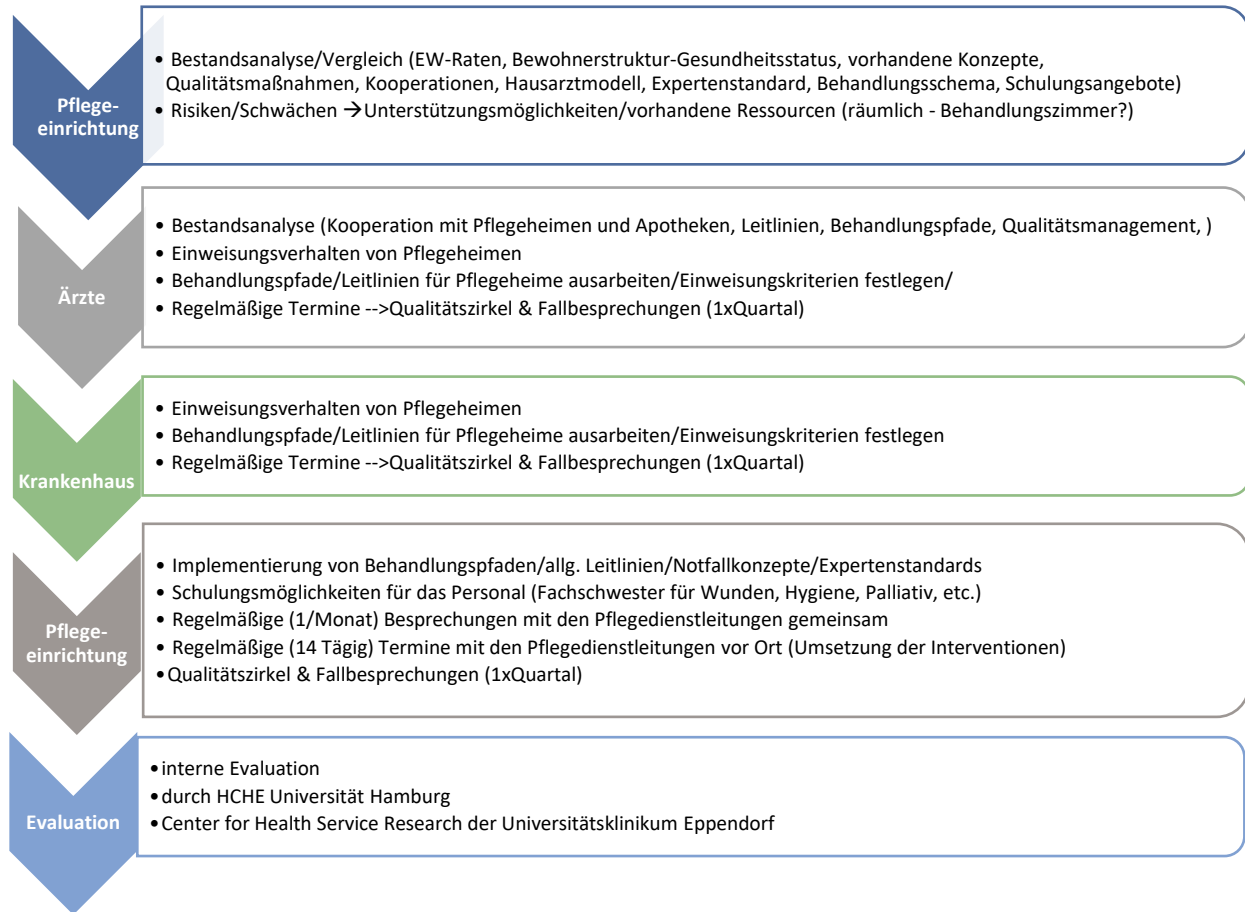 Pflege-
einrichtung
• Bestandsanalyse/Vergleich (EW-Raten, Bewohnerstruktur-Gesundheitsstatus, vorhandene Konzepte,
Qualitätsmaßnahmen, Kooperationen, Hausarztmodell, Expertenstandard, Behandlungsschema, Schulungsangebote)
• Risiken/Schwächen →Unterstützungsmöglichkeiten/vorhandene Ressourcen (räumlich - Behandlungszimmer?)
Ärzte
• Bestandsanalyse (Kooperation mit Pflegeheimen und Apotheken, Leitlinien, Behandlungspfade, Qualitätsmanagement, )
• Einweisungsverhalten von Pflegeheimen
• Behandlungspfade/Leitlinien für Pflegeheime ausarbeiten/Einweisungskriterien festlegen/
• Regelmäßige Termine -->Qualitätszirkel & Fallbesprechungen (1xQuartal)
Krankenhaus
• Einweisungsverhalten von Pflegeheimen
• Behandlungspfade/Leitlinien für Pflegeheime ausarbeiten/Einweisungskriterien festlegen
• Regelmäßige Termine -->Qualitätszirkel & Fallbesprechungen (1xQuartal)
Pflege-
einrichtung
• Implementierung von Behandlungspfaden/allg. Leitlinien/Notfallkonzepte/Expertenstandards
• Schulungsmöglichkeiten für das Personal (Fachschwester für Wunden, Hygiene, Palliativ, etc.)
• Regelmäßige (1/Monat) Besprechungen mit den Pflegedienstleitungen gemeinsam
• Regelmäßige (14 Tägig) Termine mit den Pflegedienstleitungen vor Ort (Umsetzung der Interventionen)
•Qualitätszirkel & Fallbesprechungen (1xQuartal)
Evaluation
•interne Evaluation
•durch HCHE Universität Hamburg
•Center for Health Service Research der Universitätsklinikum Eppendorf